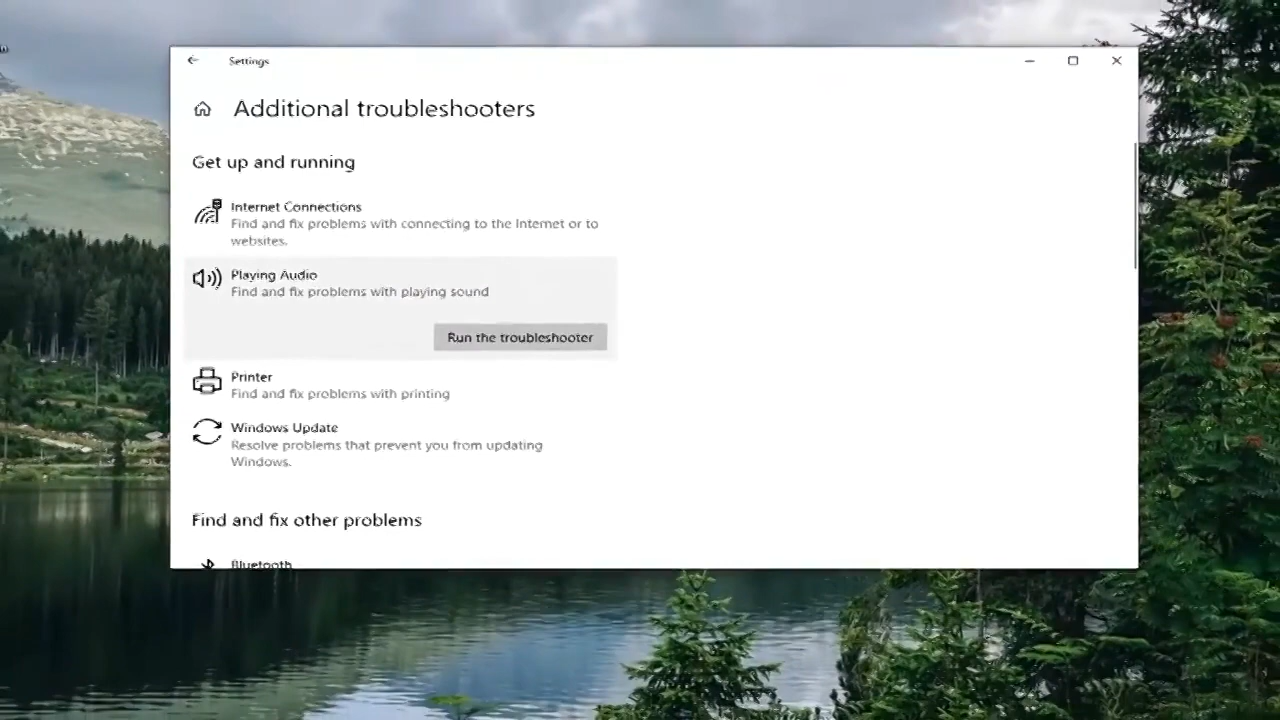 Settings
Additional troubleshooters
Get up and running
Internet Connections
Find and fix problems with connecting to the Internet or to
websites.
Playing Audio
Find and fix problems with playing sound
Run the troubleshooter
Printer
Find and fix problems with printing
Windows Update
Resolve problems that prevent you from updating
Windows.
Find and fix other problems
Bluetooth